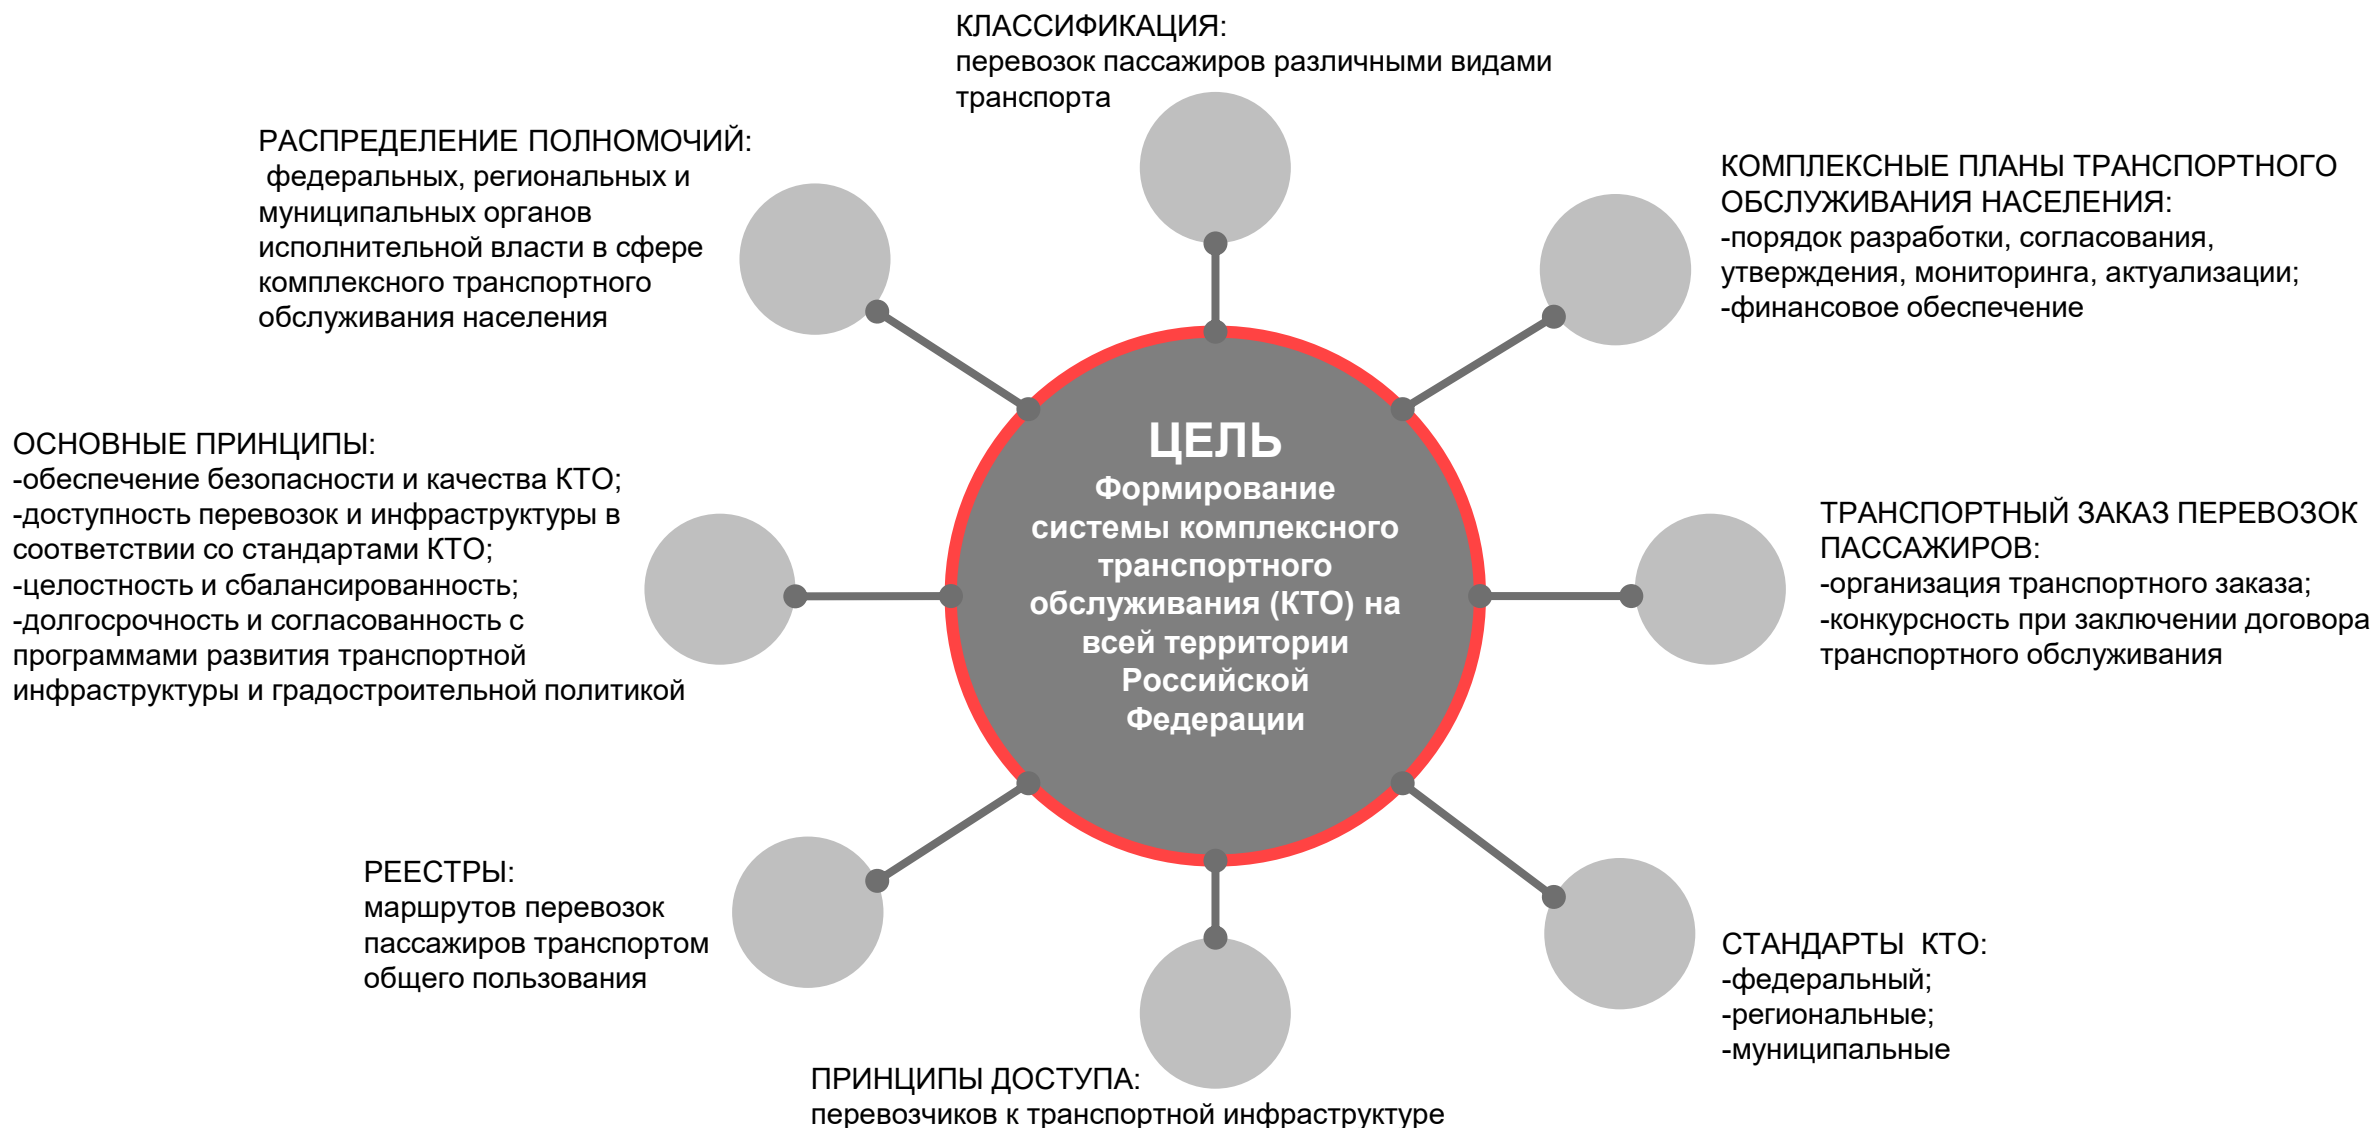 КЛАССИФИКАЦИЯ:
перевозок пассажиров различными видами
транспорта
РАСПРЕДЕЛЕНИЕ ПОЛНОМОЧИЙ:
федеральных, региональных и
муниципальных органов
исполнительной власти в сфере
комплексного транспортного
обслуживания населения
КОМПЛЕКСНЫЕ ПЛАНЫ ТРАНСПОРТНОГО
ОБСЛУЖИВАНИЯ НАСЕЛЕНИЯ:
-порядок разработки, согласования,
утверждения, мониторинга, актуализации;
-финансовое обеспечение
ОСНОВНЫЕ ПРИНЦИПЫ:
-обеспечение безопасности и качества КТО;
-доступность перевозок и инфраструктуры в
соответствии со стандартами КТО;
-целостность и сбалансированность;
-долгосрочность и согласованность с
программами развития транспортной
инфраструктуры и градостроительной политикой
ЦЕЛЬ
Формирование
системы комплексного
транспортного
обслуживания (КТО) на
всей территории
Российской
Федерации
ТРАНСПОРТНЫЙ ЗАКАЗ ПЕРЕВОЗОК
ПАССАЖИРОВ:
-организация транспортного заказа;
-конкурсность при заключении договора
транспортного обслуживания
РЕЕСТРЫ:
маршрутов перевозок
пассажиров транспортом
общего пользования
СТАНДАРТЫ  КТО:
-федеральный;
-региональные;
-муниципальные
ПРИНЦИПЫ ДОСТУПА:
перевозчиков к транспортной инфраструктуре